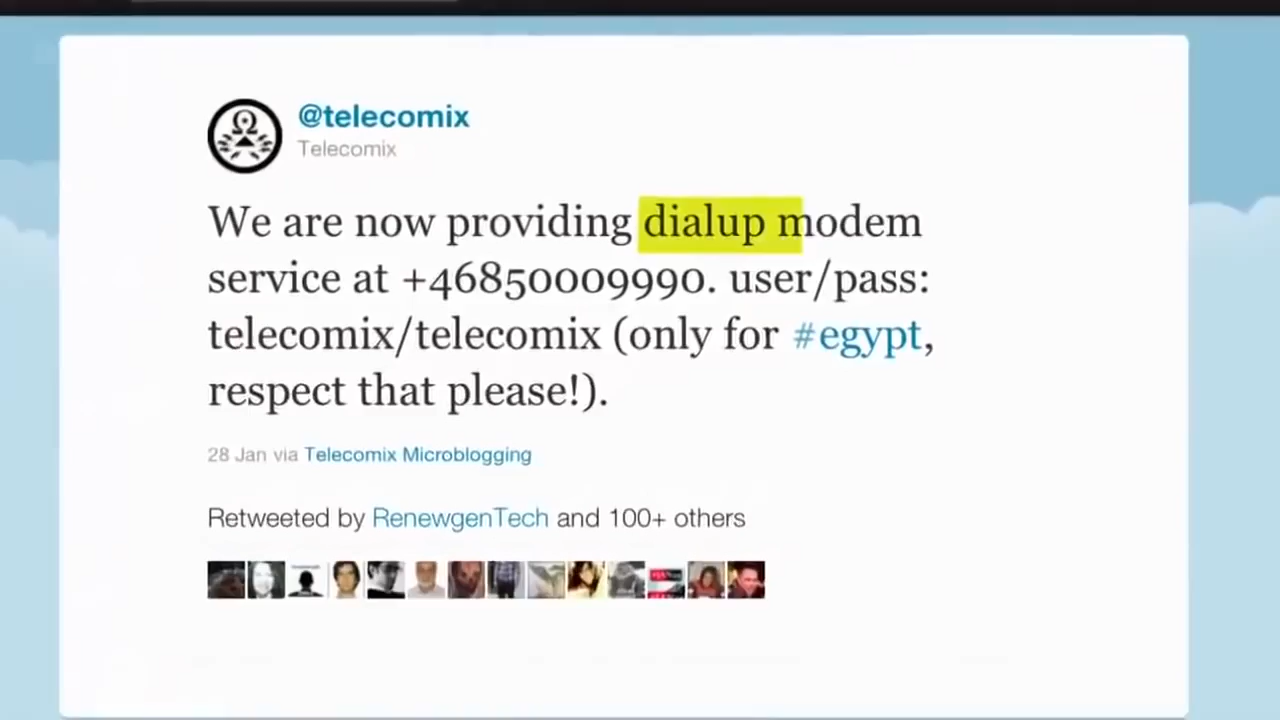 @telecomix
Telecomix
We are now providing dialup modem
service at +46850009990. user/pass:
telecomix/telecomix (only for #egypt,
respect that please!).
28 Jan via Telecomix Microblogging
Retweeted by RenewgenTech and 100+ others